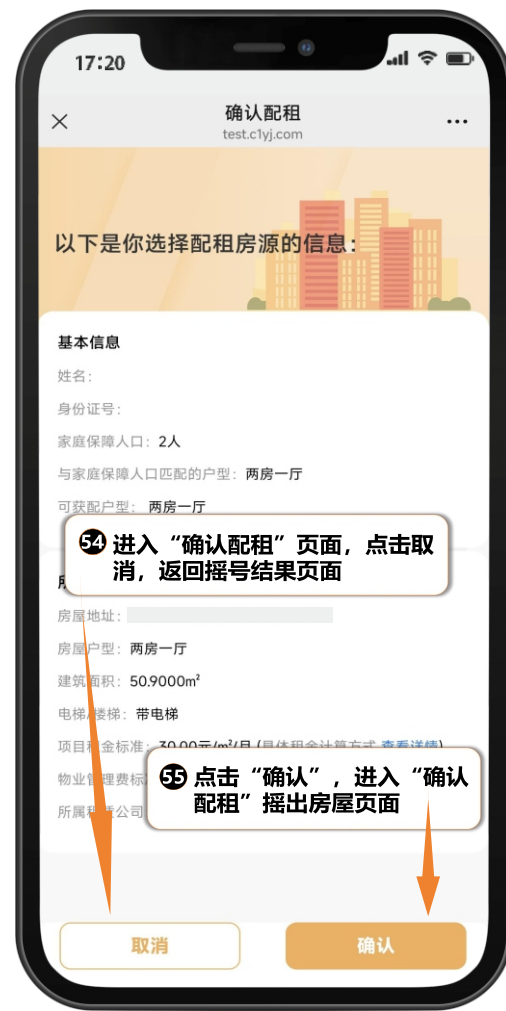 17:20
确认配租
test.c1yj.com
以下是你选择配租房源的信息：
基本信息
姓名：
身份证号：
家庭保障人口：2人
与家庭保障人口匹配的户型：两房一厅
可获配户型：两房一厅
54 进入“确认配租”页面，点击取
消，返回摇号结果页面
房屋地址：
房屋户型：两房一厅
建筑面积：50.9000m²
电梯/楼梯：带电梯
项目租金标准：30.00元/m²/月 (具体租金计算方式 查看详情)
物业管理费标
55 点击“确认”，进入“确认
配租”摇出房屋页面
所属租赁公司
取消
确认